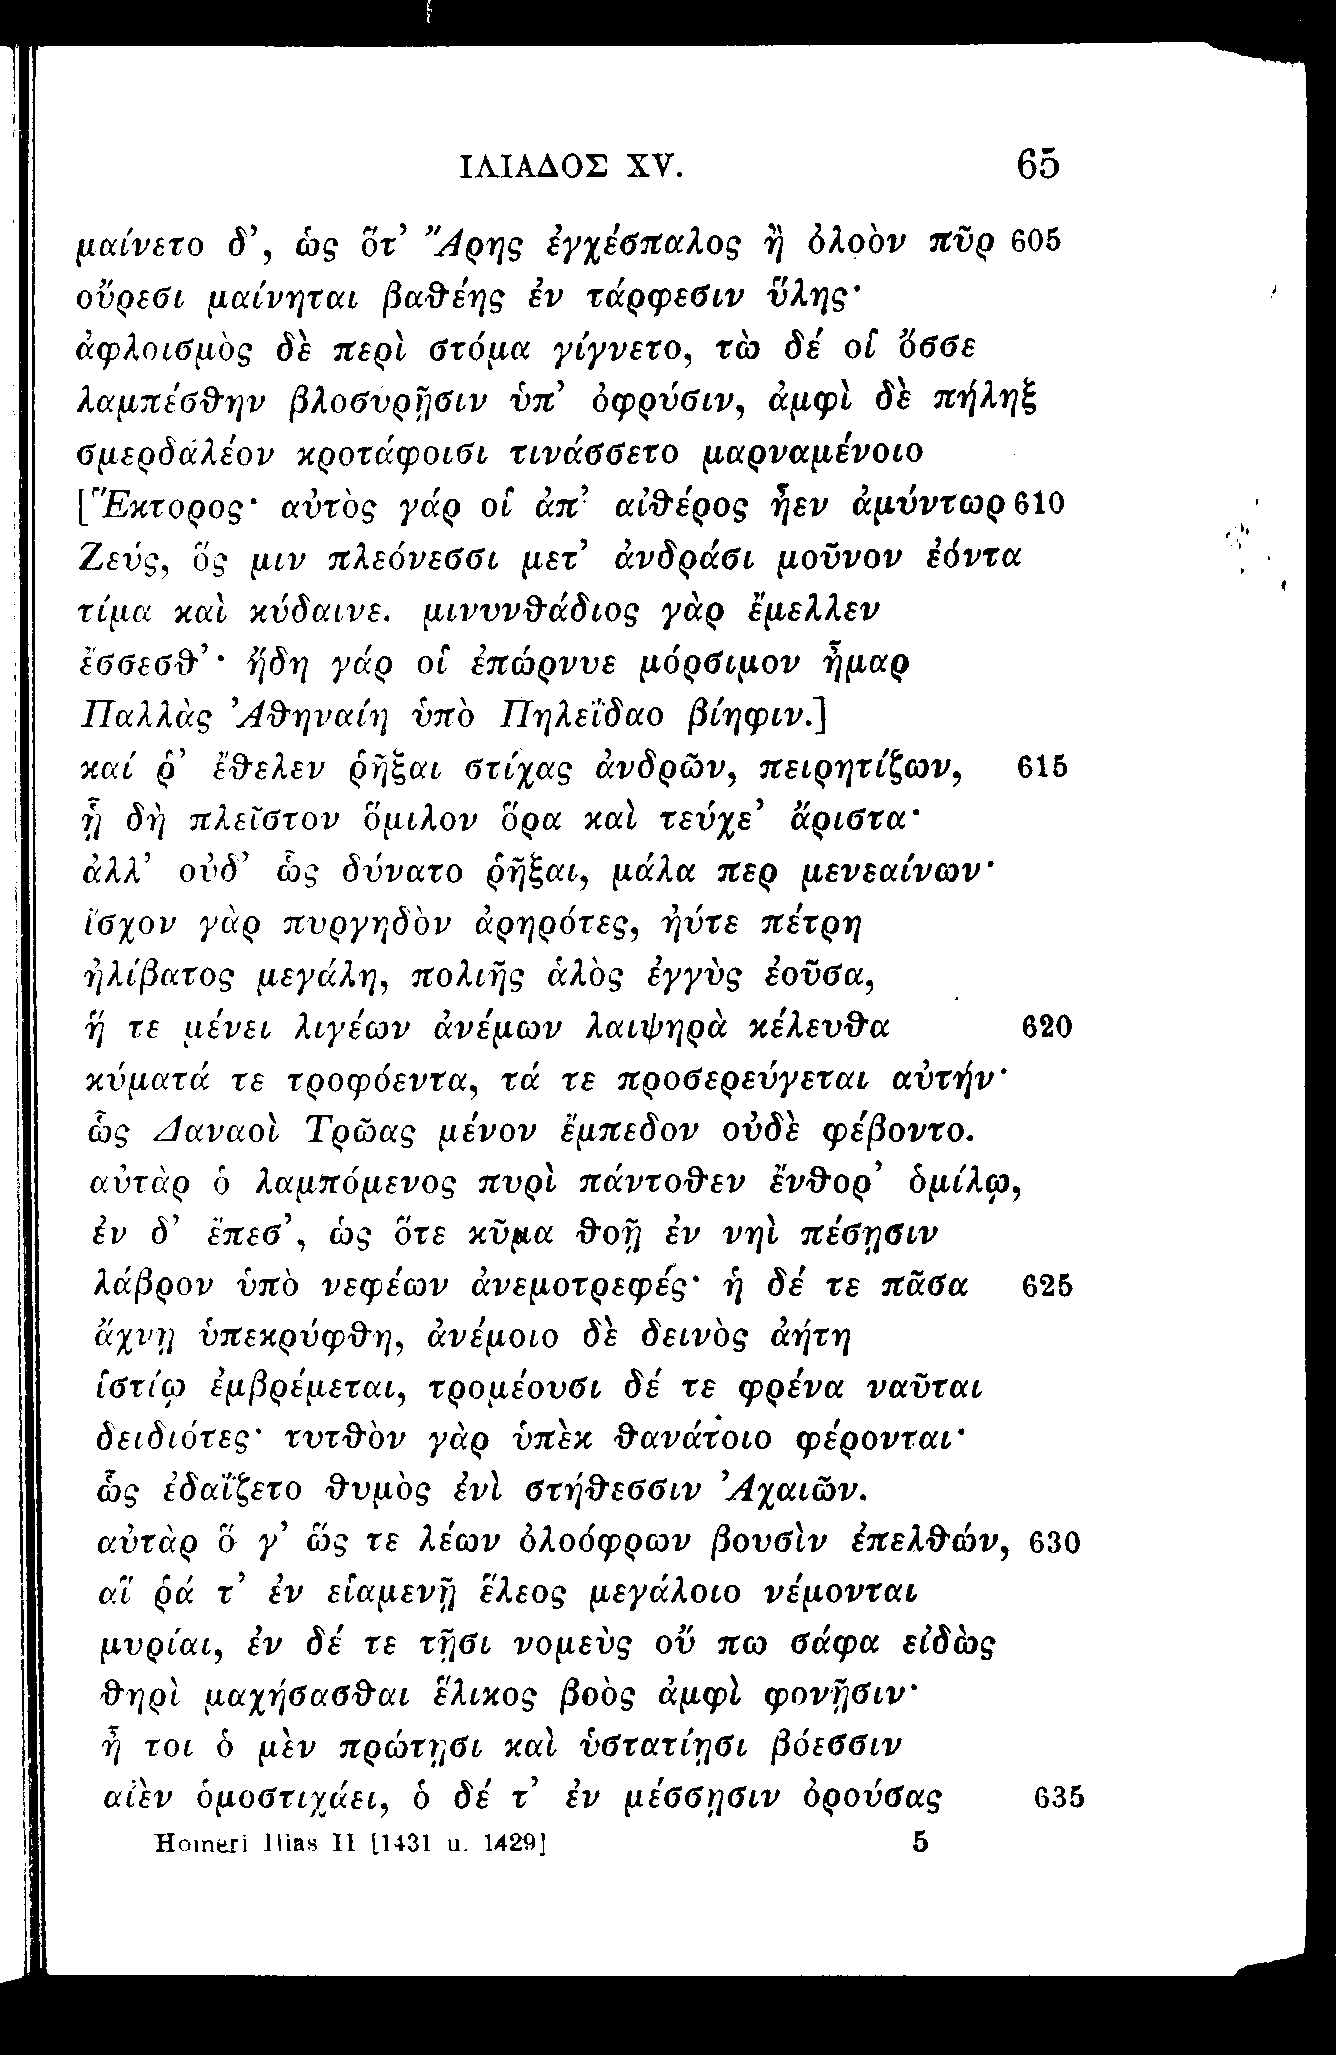 ΙΛΙΑΔΟΣ XV. 65
μαίνετο δ’, ὡς ὅτ’ Ἄρης ἐγχέσπαλος ἢ ὀλοὸν πῦρ 605
οὔρεσι μαίνηται βαθέης ἐν τάρφεσιν ὕλης·
ἀφλοισμὸς δὲ περὶ στόμα γίγνετο, τὼ δέ οἱ ὄσσε
λαμπέσθην βλοσυρῇσιν ὑπ’ ὀφρύσιν, ἀμφὶ δὲ πήληξ
σμερδαλέον κροτάφοισι τινάσσετο μαρναμένοιο
[Ἕκτορος· αὐτὸς γάρ οἱ ἀπ’ αἰθέρος ἦεν ἀμύντωρ 610
Ζεύς, ὅς μιν πλεόνεσσι μετ’ ἀνδράσι μοῦνον ἐόντα
τίμα καὶ κύδαινε. μινυνθάδιος γὰρ ἔμελλεν
ἔσσεσθ’· ἤδη γάρ οἱ ἐπώρνυε μόρσιμον ἦμαρ
Παλλὰς Ἀθηναίη ὑπὸ Πηλεΐδαο βίηφιν.]
καί ῥ’ ἔθελεν ῥῆξαι στίχας ἀνδρῶν, πειρητίζων, 615
ᾗ δὴ πλεῖστον ὅμιλον ὅρα καὶ τεύχε’ ἄριστα·
ἀλλ’ οὐδ’ ὧς δύνατο ῥῆξαι, μάλα περ μενεαίνων·
ἴσχον γὰρ πυργηδὸν ἀρηρότες, ἠύτε πέτρη
ἠλίβατος μεγάλη, πολιῆς ἁλὸς ἐγγὺς ἐοῦσα,
ἥ τε μένει λιγέων ἀνέμων λαιψηρὰ κέλευθα 620
κύματά τε τροφόεντα, τά τε προσερεύγεται αὐτήν·
ὧς Δαναοὶ Τρῶας μένον ἔμπεδον οὐδὲ φέβοντο.
αὐτὰρ ὁ λαμπόμενος πυρὶ πάντοθεν ἔνθορ’ ὁμίλῳ,
ἐν δ’ ἔπεσ’, ὡς ὅτε κῦμα θοῇ ἐν νηὶ πέσῃσιν
λάβρον ὑπὸ νεφέων ἀνεμοτρεφές· ἡ δέ τε πᾶσα 625
ἄχνῃ ὑπεκρύφθη, ἀνέμοιο δὲ δεινὸς ἀήτη
ἱστίῳ ἐμβρέμεται, τρομέουσι δέ τε φρένα ναῦται
δειδιότες· τυτθὸν γὰρ ὑπὲκ θανάτοιο φέρονται·
ὧς ἐδαΐζετο θυμὸς ἐνὶ στήθεσσιν Ἀχαιῶν.
αὐτὰρ ὅ γ’ ὥς τε λέων ὀλοόφρων βουσὶν ἐπελθών, 630
αἵ ῥά τ’ ἐν εἱαμενῇ ἕλεος μεγάλοιο νέμονται
μυρίαι, ἐν δέ τε τῇσι νομεὺς οὔ πω σάφα εἰδὼς
θηρὶ μαχήσασθαι ἕλικος βοὸς ἀμφὶ φονῇσιν·
ἦ τοι ὁ μὲν πρώτῃσι καὶ ὑστατίῃσι βόεσσιν
αἰὲν ὁμοστιχάει, ὁ δέ τ’ ἐν μέσσῃσιν ὀρούσας 635
Homeri Ilias II [1431 u. 1429] 5